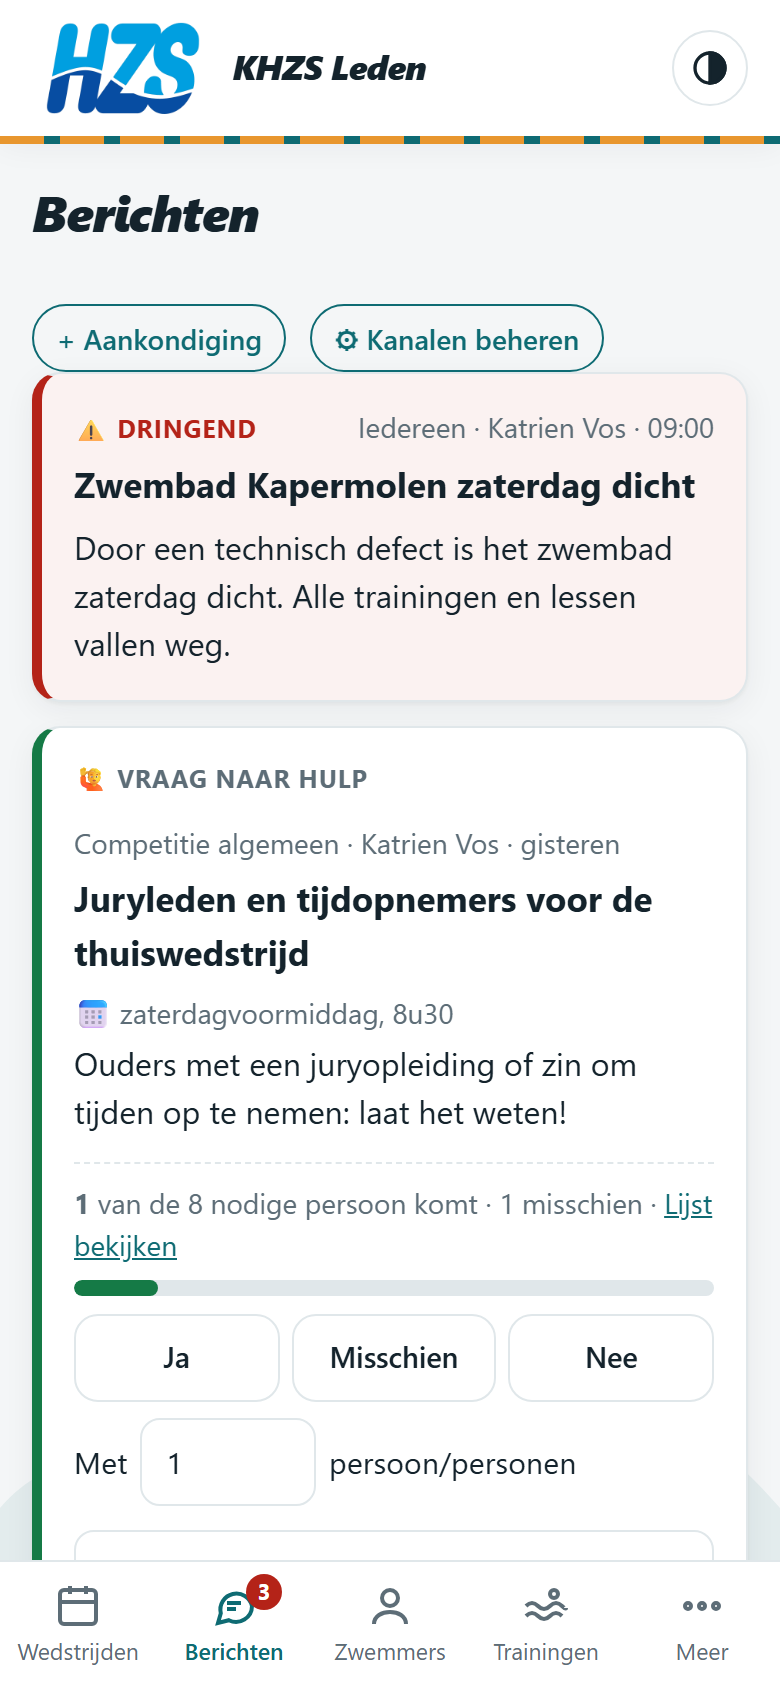 HZS
KHZS Leden
Berichten
+ Aankondiging
⚙ Kanalen beheren
⚠ DRINGEND
Iedereen · Katrien Vos · 09:00
Zwembad Kapermolen zaterdag dicht
Door een technisch defect is het zwembad
zaterdag dicht. Alle trainingen en lessen
vallen weg.
VRAAG NAAR HULP
Competitie algemeen · Katrien Vos · gisteren
Juryleden en tijdopnemers voor de
thuiswedstrijd
zaterdagvoormiddag, 8u30
Ouders met een juryopleiding of zin om
tijden op te nemen: laat het weten!
1 van de 8 nodige persoon komt · 1 misschien · Lijst
bekijken
Ja
Misschien
Nee
Met 1 persoon/personen
3
Wedstrijden
Berichten
Zwemmers
Trainingen
Meer